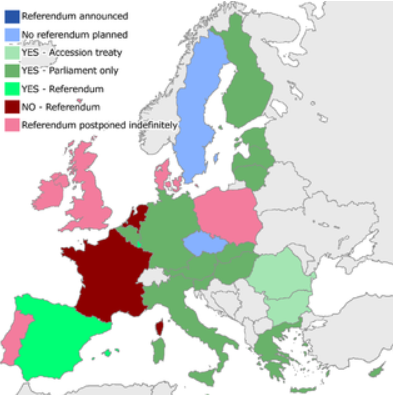 Referendum announced
No referendum planned
YES - Accession treaty
YES - Parliament only
YES - Referendum
NO - Referendum
Referendum postponed indefinitely